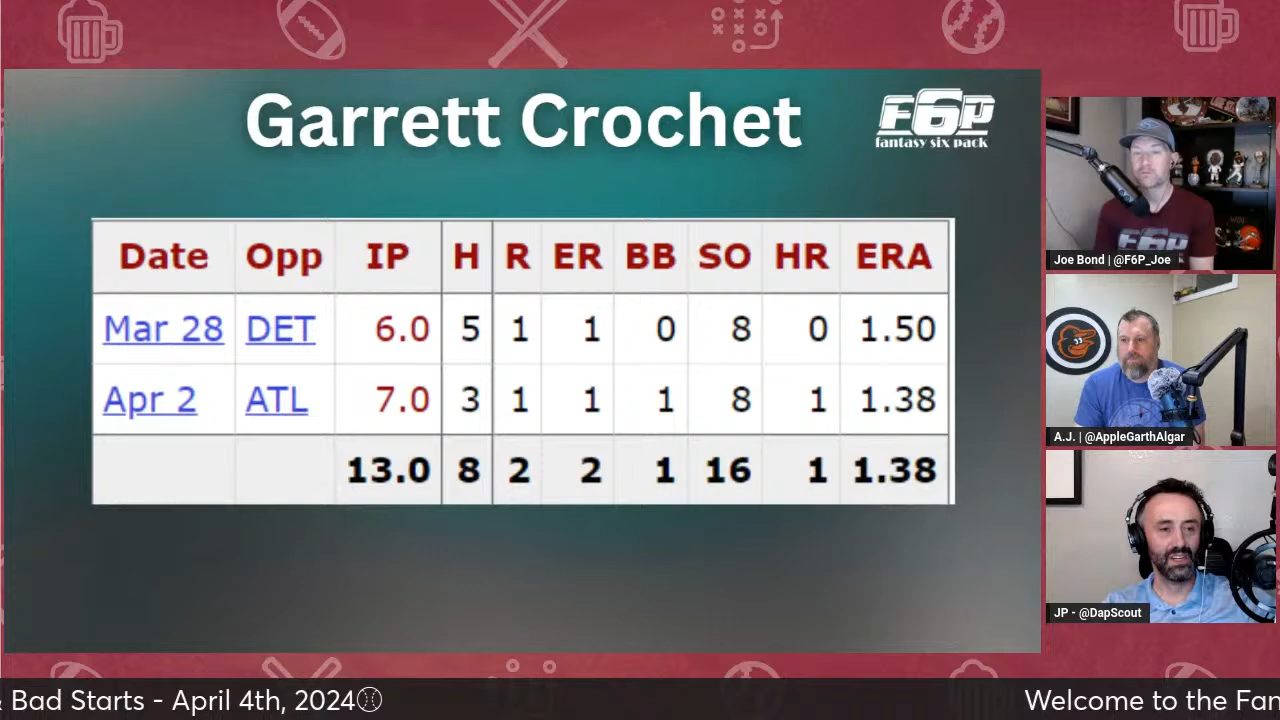 Garrett Crochet
F6P
fantasy six pack
Date Opp IP H R ER BB SO HR ERA
Mar 28 DET 6.0 5 1 1 0 8 0 1.50
Apr 2 ATL 7.0 3 1 1 1 8 1 1.38
13.0 8 2 2 1 16 1 1.38
F6P
Joe Bond | @F6P_Joe
A.J. | @AppleGarthAlgar
JP - @DapScout
Bad Starts - April 4th, 2024
Welcome to the Fan